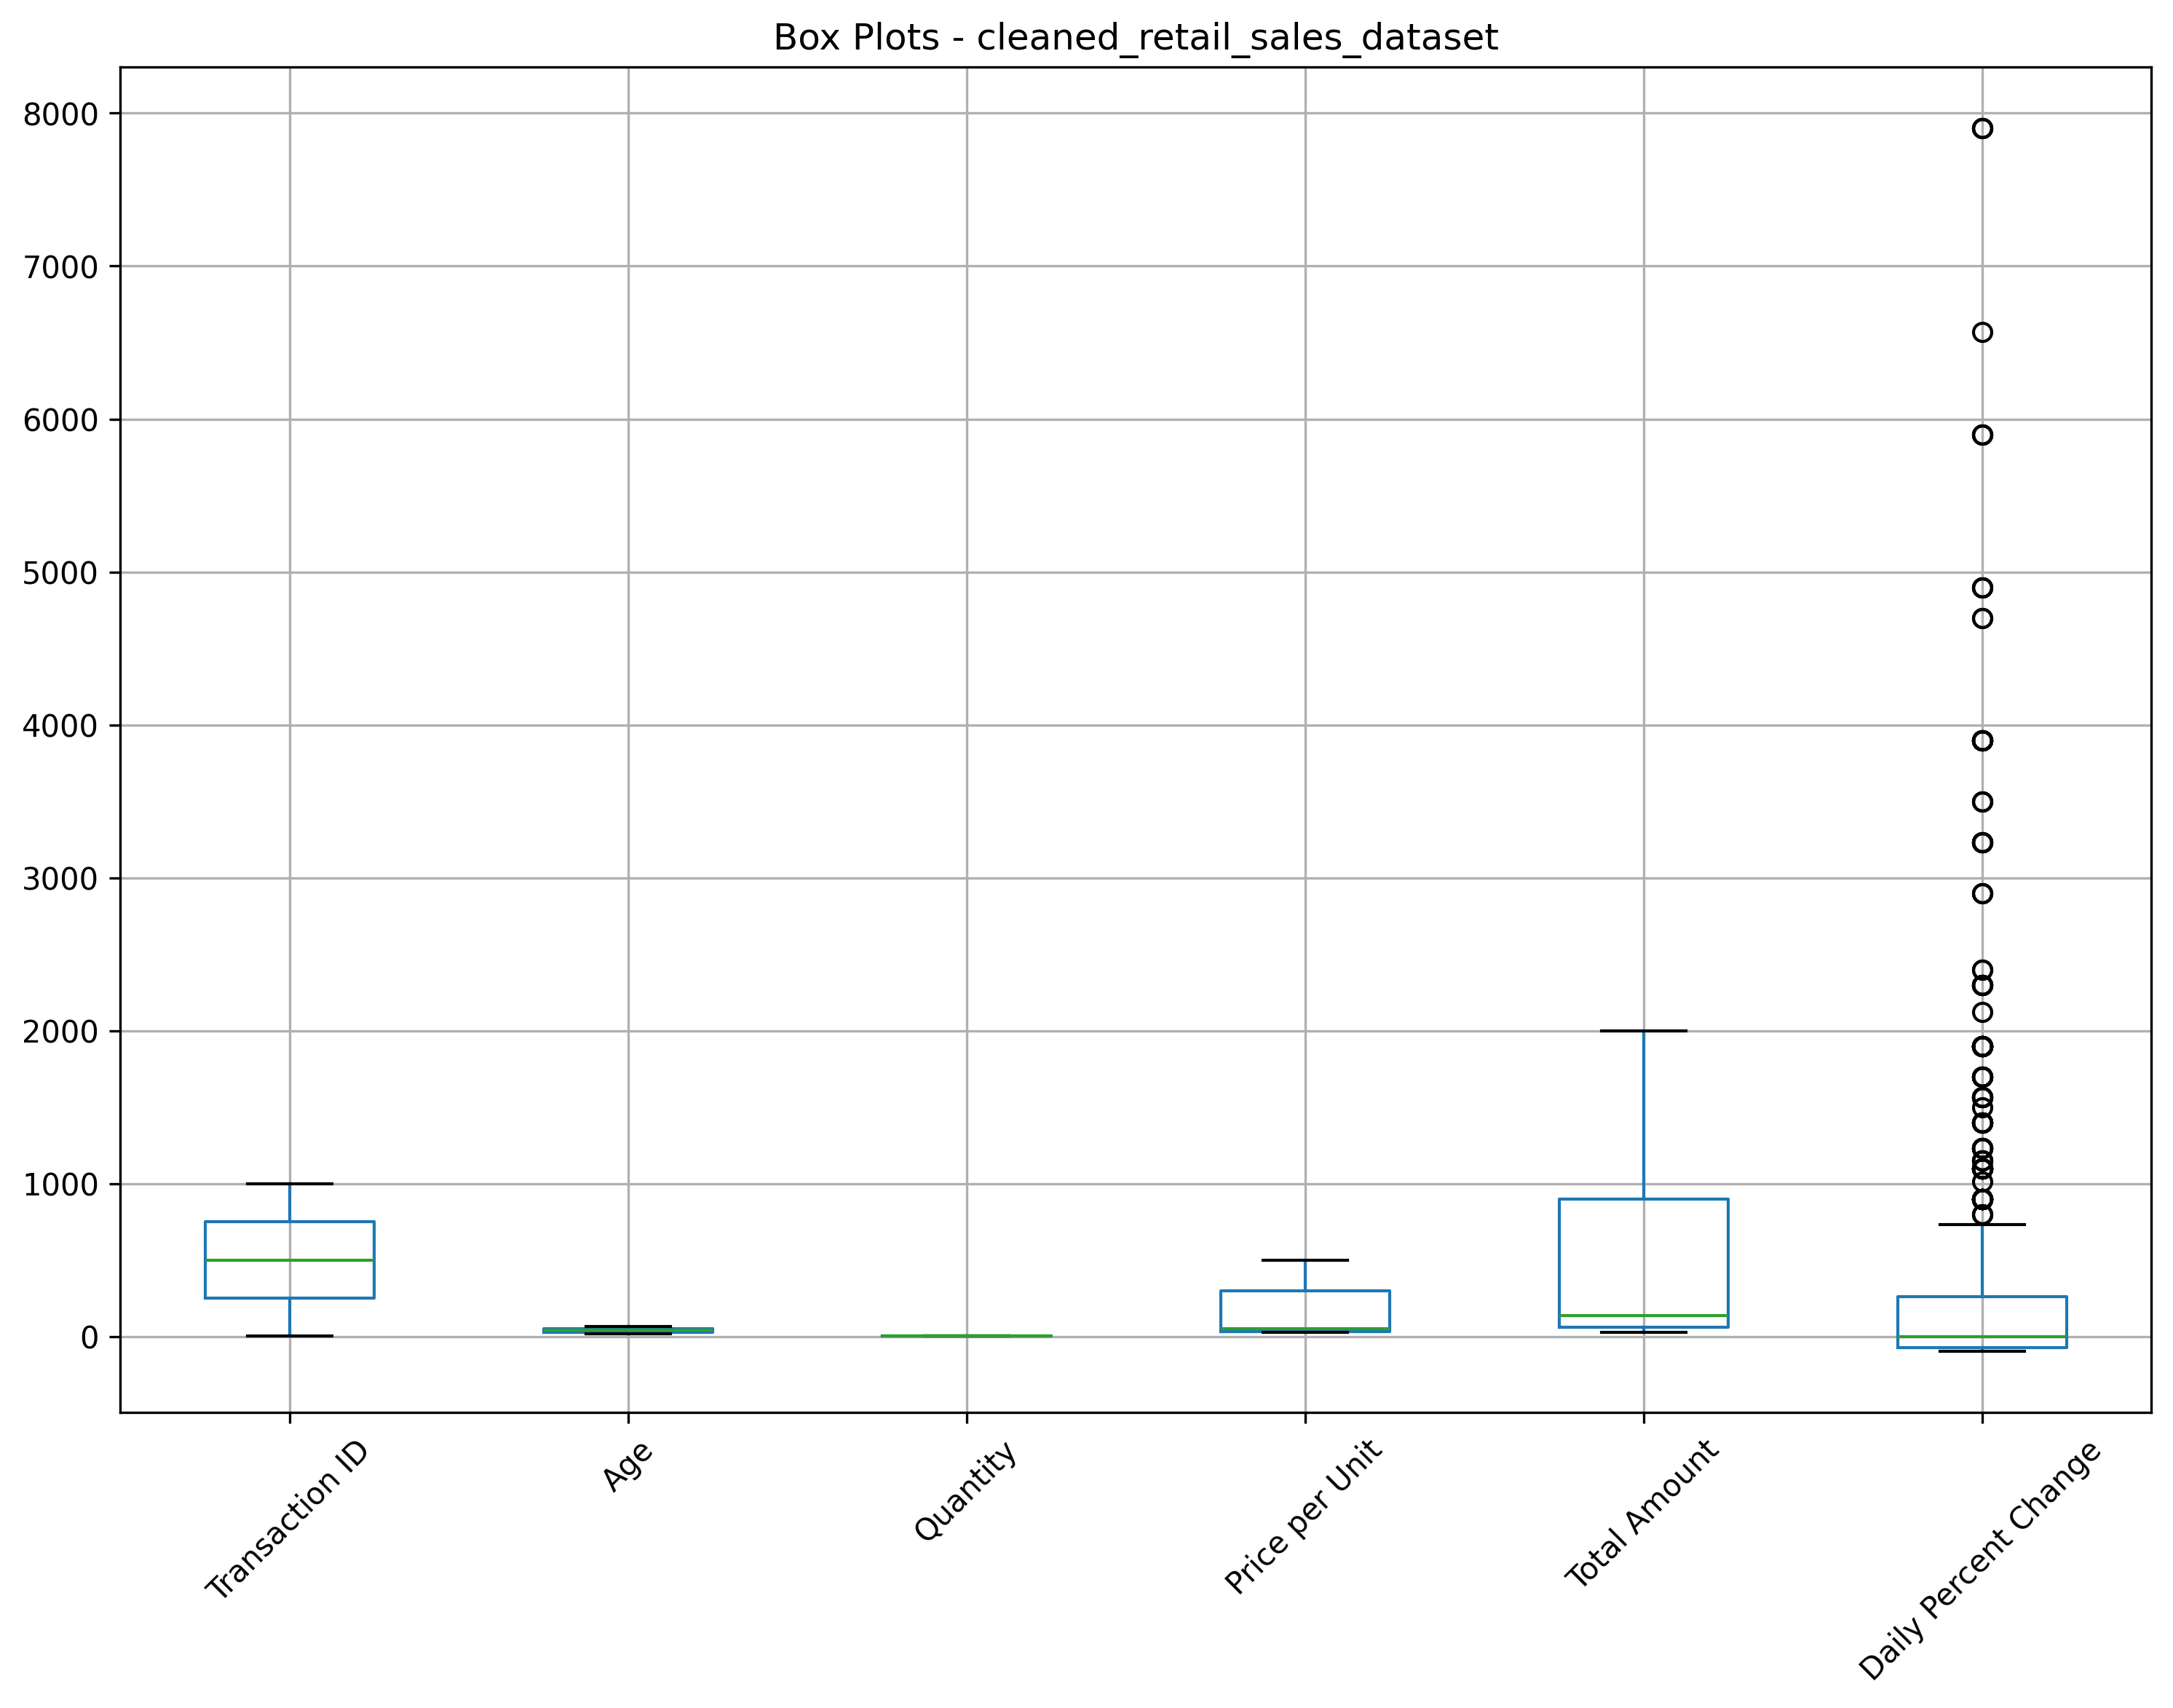 Box Plots - cleaned_retail_sales_dataset
8000
7000
6000
5000
4000
3000
2000
1000
0
Transaction ID
Age
Quantity
Price per Unit
Total Amount
Daily Percent Change